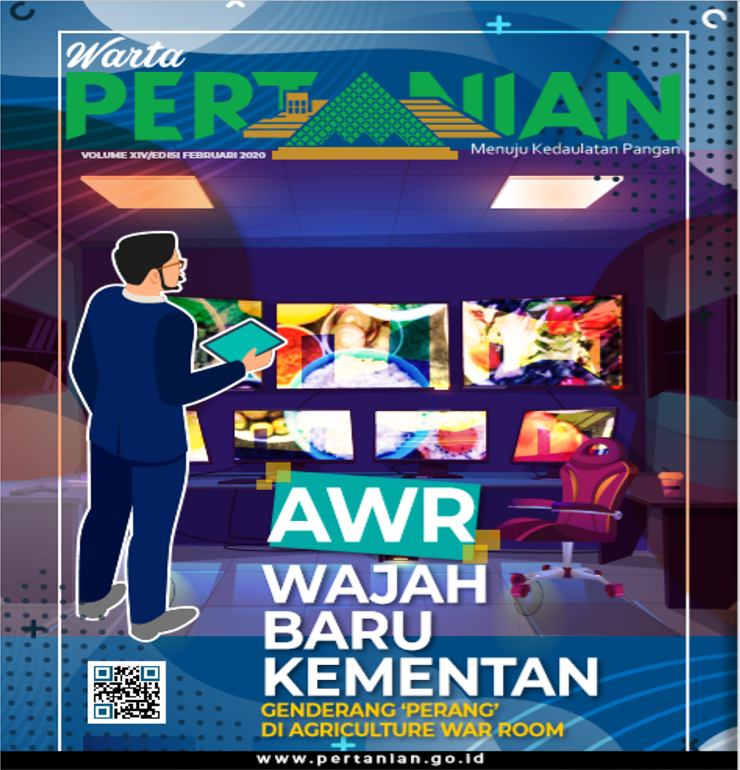 Warta
PERTANIAN
VOLUME XIV/EDISI FEBRUARI 2020
Menuju Kedaulatan Pangan
AWR
WAJAH
BARU
KEMENTAN
GENDERANG ‘PERANG’
DI AGRICULTURE WAR ROOM
www.pertanian.go.id